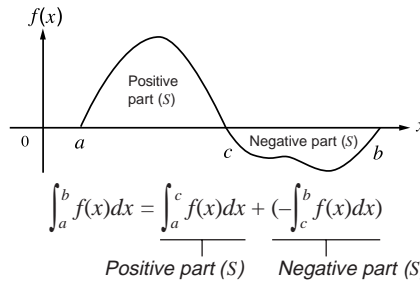 f(x)
Positive
part (S)
Negative part (S)
0 a c b x
∫_a^b f(x)dx = ∫_a^c f(x)dx + (−∫_c^b f(x)dx)
Positive part (S) Negative part (S